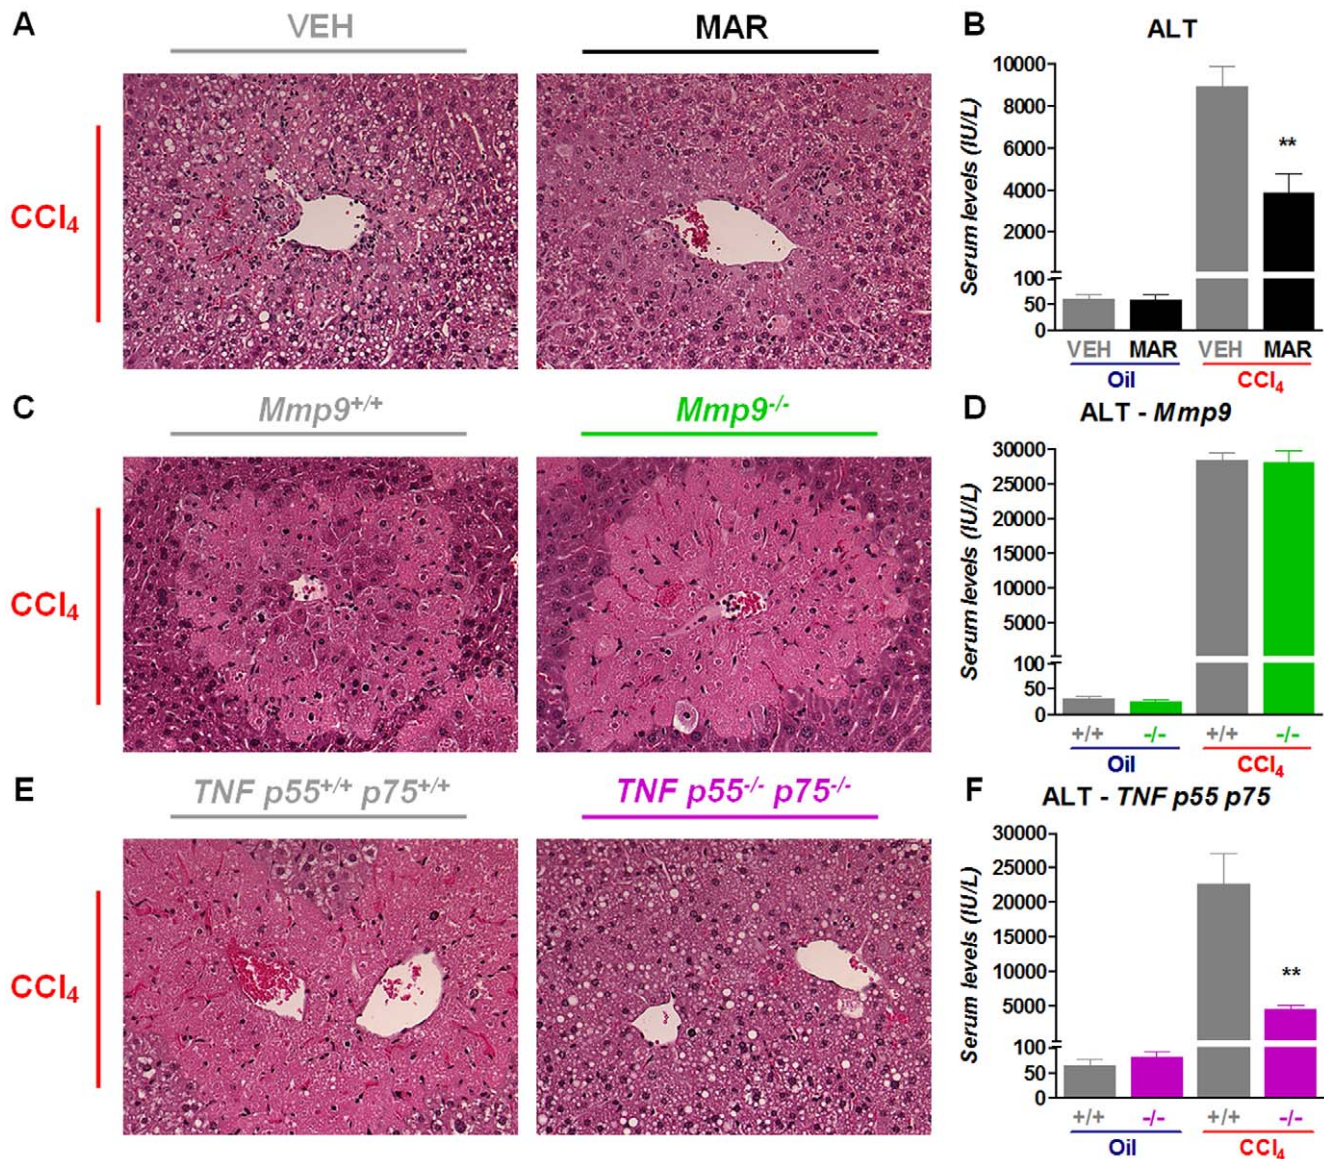 A
VEH
MAR
CCl4
B
ALT
Serum levels (IU/L)
10000
8000
6000
4000
2000
100
50
0
**
VEH MAR VEH MAR
Oil CCl4
C
Mmp9+/+
Mmp9-/-
CCl4
D
ALT - Mmp9
Serum levels (IU/L)
30000
25000
20000
15000
10000
5000
100
50
0
+/+ -/- +/+ -/-
Oil CCl4
E
TNF p55+/+ p75+/+
TNF p55-/- p75-/-
CCl4
F
ALT - TNF p55 p75
Serum levels (IU/L)
30000
25000
20000
15000
10000
5000
100
50
0
**
+/+ -/- +/+ -/-
Oil CCl4